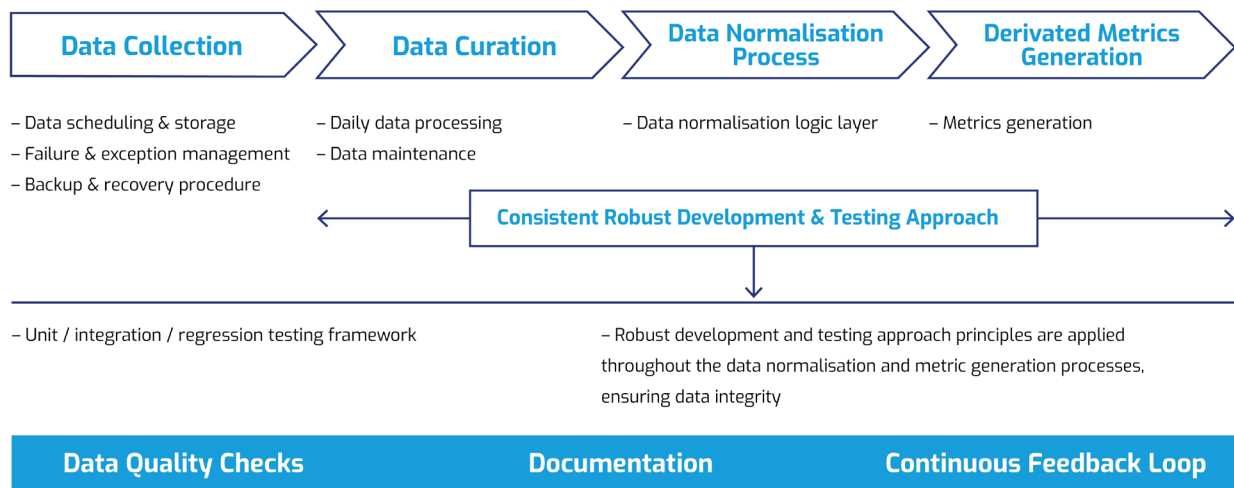 Data Collection
Data Curation
Data Normalisation
Process
Derivated Metrics
Generation
– Data scheduling & storage
– Failure & exception management
– Backup & recovery procedure
– Daily data processing
– Data maintenance
– Data normalisation logic layer
– Metrics generation
Consistent Robust Development & Testing Approach
– Unit / integration / regression testing framework
– Robust development and testing approach principles are applied
throughout the data normalisation and metric generation processes,
ensuring data integrity
Data Quality Checks
Documentation
Continuous Feedback Loop